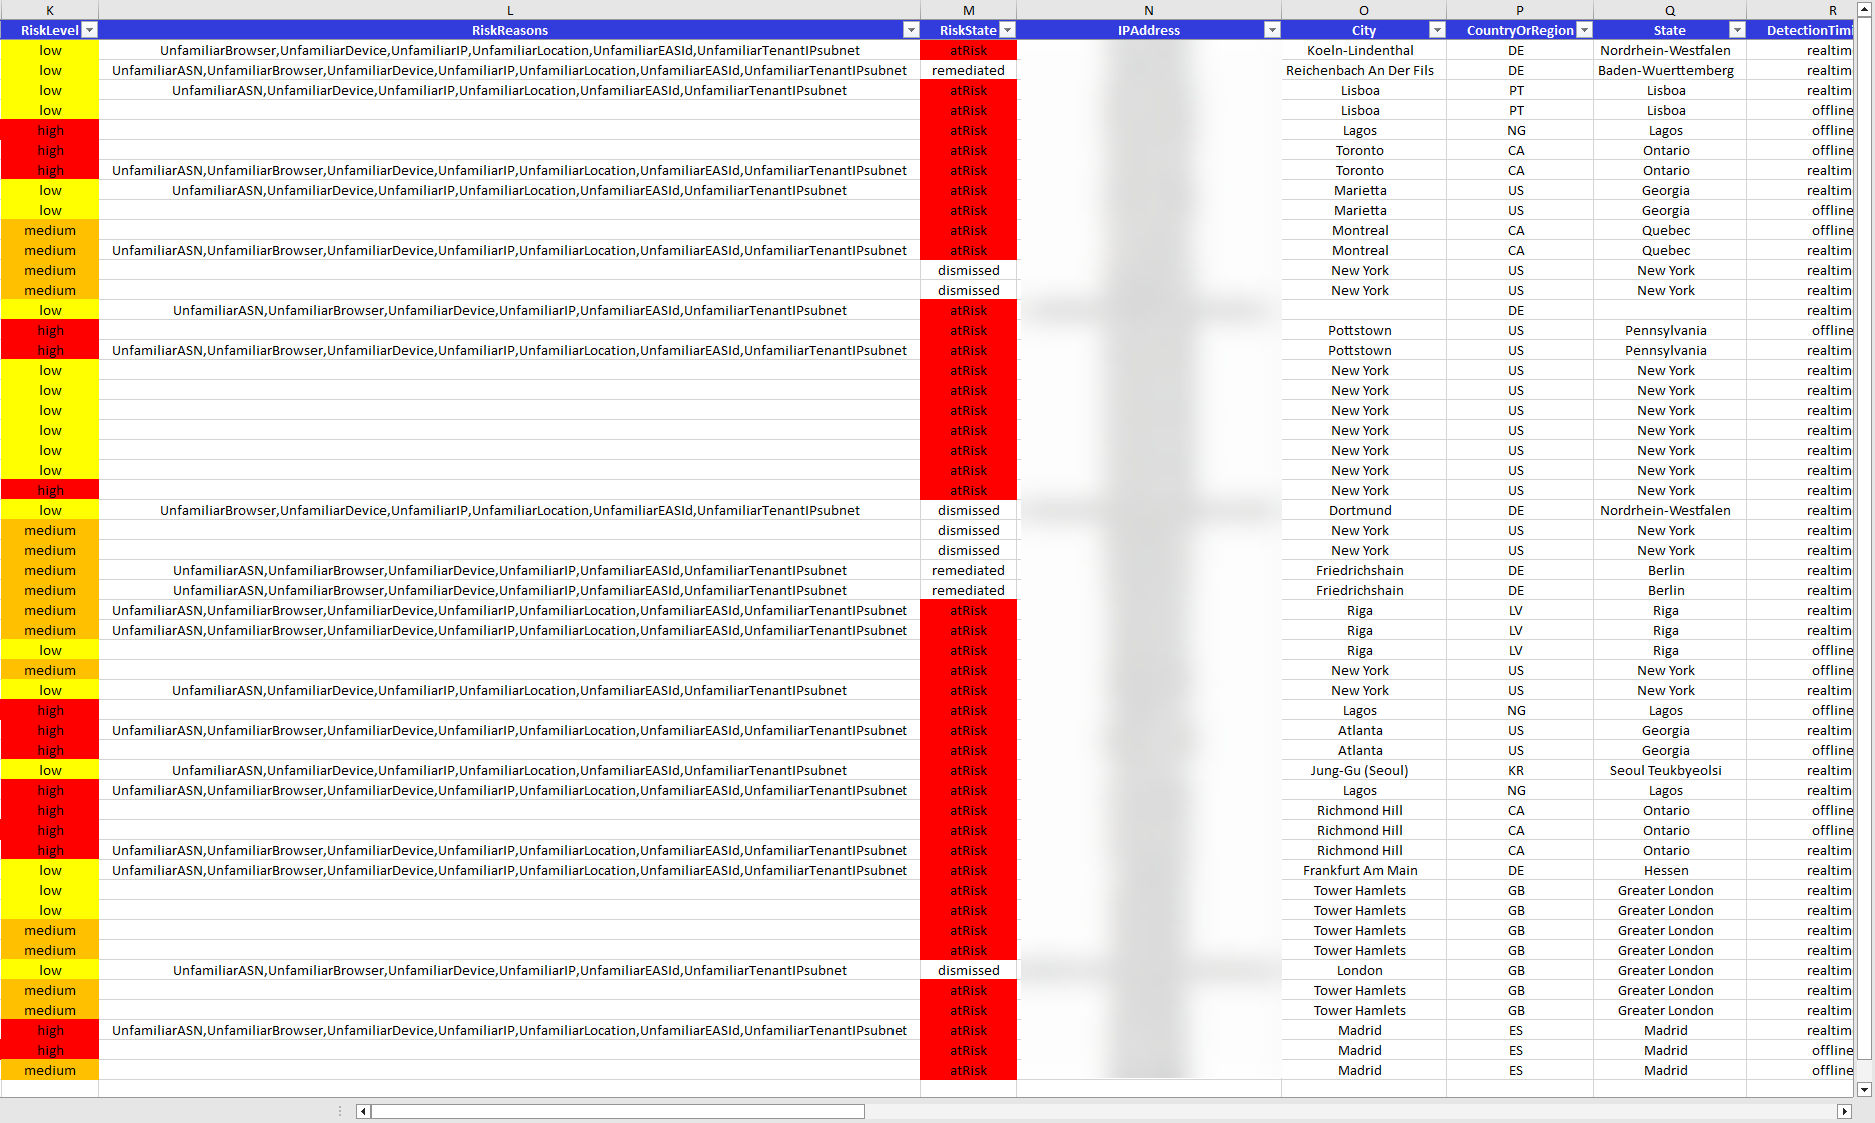 K L M N O P Q R
RiskLevel RiskReasons RiskState IPAddress City CountryOrRegion State DetectionTimi
low UnfamiliarBrowser,UnfamiliarDevice,UnfamiliarIP,UnfamiliarLocation,UnfamiliarEASId,UnfamiliarTenantIPsubnet atRisk Koeln-Lindenthal DE Nordrhein-Westfalen realtim
low UnfamiliarASN,UnfamiliarBrowser,UnfamiliarDevice,UnfamiliarIP,UnfamiliarLocation,UnfamiliarEASId,UnfamiliarTenantIPsubnet remediated Reichenbach An Der Fils DE Baden-Wuerttemberg realtim
low UnfamiliarASN,UnfamiliarDevice,UnfamiliarIP,UnfamiliarLocation,UnfamiliarEASId,UnfamiliarTenantIPsubnet atRisk Lisboa PT Lisboa realtim
low atRisk Lisboa PT Lisboa offline
high atRisk Lagos NG Lagos offline
high atRisk Toronto CA Ontario offline
high UnfamiliarASN,UnfamiliarBrowser,UnfamiliarDevice,UnfamiliarIP,UnfamiliarLocation,UnfamiliarEASId,UnfamiliarTenantIPsubnet atRisk Toronto CA Ontario realtim
low UnfamiliarASN,UnfamiliarDevice,UnfamiliarIP,UnfamiliarLocation,UnfamiliarEASId,UnfamiliarTenantIPsubnet atRisk Marietta US Georgia realtim
low atRisk Marietta US Georgia offline
medium atRisk Montreal CA Quebec offline
medium UnfamiliarASN,UnfamiliarBrowser,UnfamiliarDevice,UnfamiliarIP,UnfamiliarLocation,UnfamiliarEASId,UnfamiliarTenantIPsubnet atRisk Montreal CA Quebec realtim
medium dismissed New York US New York realtim
medium dismissed New York US New York realtim
low UnfamiliarASN,UnfamiliarBrowser,UnfamiliarDevice,UnfamiliarIP,UnfamiliarEASId,UnfamiliarTenantIPsubnet atRisk DE realtim
high atRisk Pottstown US Pennsylvania offline
high UnfamiliarASN,UnfamiliarBrowser,UnfamiliarDevice,UnfamiliarIP,UnfamiliarLocation,UnfamiliarEASId,UnfamiliarTenantIPsubnet atRisk Pottstown US Pennsylvania realtim
low atRisk New York US New York realtim
low atRisk New York US New York realtim
low atRisk New York US New York realtim
low atRisk New York US New York realtim
low atRisk New York US New York realtim
low atRisk New York US New York realtim
high atRisk New York US New York realtim
low UnfamiliarBrowser,UnfamiliarDevice,UnfamiliarIP,UnfamiliarLocation,UnfamiliarEASId,UnfamiliarTenantIPsubnet dismissed Dortmund DE Nordrhein-Westfalen realtim
medium dismissed New York US New York realtim
medium dismissed New York US New York realtim
medium UnfamiliarASN,UnfamiliarBrowser,UnfamiliarDevice,UnfamiliarIP,UnfamiliarEASId,UnfamiliarTenantIPsubnet remediated Friedrichshain DE Berlin realtim
medium UnfamiliarASN,UnfamiliarBrowser,UnfamiliarDevice,UnfamiliarIP,UnfamiliarEASId,UnfamiliarTenantIPsubnet remediated Friedrichshain DE Berlin realtim
medium UnfamiliarASN,UnfamiliarBrowser,UnfamiliarDevice,UnfamiliarIP,UnfamiliarLocation,UnfamiliarEASId,UnfamiliarTenantIPsubnet atRisk Riga LV Riga realtim
medium UnfamiliarASN,UnfamiliarBrowser,UnfamiliarDevice,UnfamiliarIP,UnfamiliarLocation,UnfamiliarEASId,UnfamiliarTenantIPsubnet atRisk Riga LV Riga realtim
low atRisk Riga LV Riga offline
medium atRisk New York US New York offline
low UnfamiliarASN,UnfamiliarDevice,UnfamiliarIP,UnfamiliarLocation,UnfamiliarEASId,UnfamiliarTenantIPsubnet atRisk New York US New York realtim
high atRisk Lagos NG Lagos offline
high UnfamiliarASN,UnfamiliarBrowser,UnfamiliarDevice,UnfamiliarIP,UnfamiliarLocation,UnfamiliarEASId,UnfamiliarTenantIPsubnet atRisk Atlanta US Georgia realtim
high atRisk Atlanta US Georgia offline
low UnfamiliarASN,UnfamiliarDevice,UnfamiliarIP,UnfamiliarLocation,UnfamiliarEASId,UnfamiliarTenantIPsubnet atRisk Jung-Gu (Seoul) KR Seoul Teukbyeolsi realtim
high UnfamiliarASN,UnfamiliarBrowser,UnfamiliarDevice,UnfamiliarIP,UnfamiliarLocation,UnfamiliarEASId,UnfamiliarTenantIPsubnet atRisk Lagos NG Lagos realtim
high atRisk Richmond Hill CA Ontario offline
high atRisk Richmond Hill CA Ontario offline
high UnfamiliarASN,UnfamiliarBrowser,UnfamiliarDevice,UnfamiliarIP,UnfamiliarLocation,UnfamiliarEASId,UnfamiliarTenantIPsubnet atRisk Richmond Hill CA Ontario realtim
low UnfamiliarASN,UnfamiliarBrowser,UnfamiliarDevice,UnfamiliarIP,UnfamiliarLocation,UnfamiliarEASId,UnfamiliarTenantIPsubnet atRisk Frankfurt Am Main DE Hessen realtim
low atRisk Tower Hamlets GB Greater London realtim
low atRisk Tower Hamlets GB Greater London realtim
medium atRisk Tower Hamlets GB Greater London realtim
medium atRisk Tower Hamlets GB Greater London realtim
low UnfamiliarASN,UnfamiliarBrowser,UnfamiliarDevice,UnfamiliarIP,UnfamiliarEASId,UnfamiliarTenantIPsubnet dismissed London GB Greater London realtim
medium atRisk Tower Hamlets GB Greater London realtim
medium atRisk Tower Hamlets GB Greater London realtim
high UnfamiliarASN,UnfamiliarBrowser,UnfamiliarDevice,UnfamiliarIP,UnfamiliarLocation,UnfamiliarEASId,UnfamiliarTenantIPsubnet atRisk Madrid ES Madrid realtim
high atRisk Madrid ES Madrid offline
medium atRisk Madrid ES Madrid offline